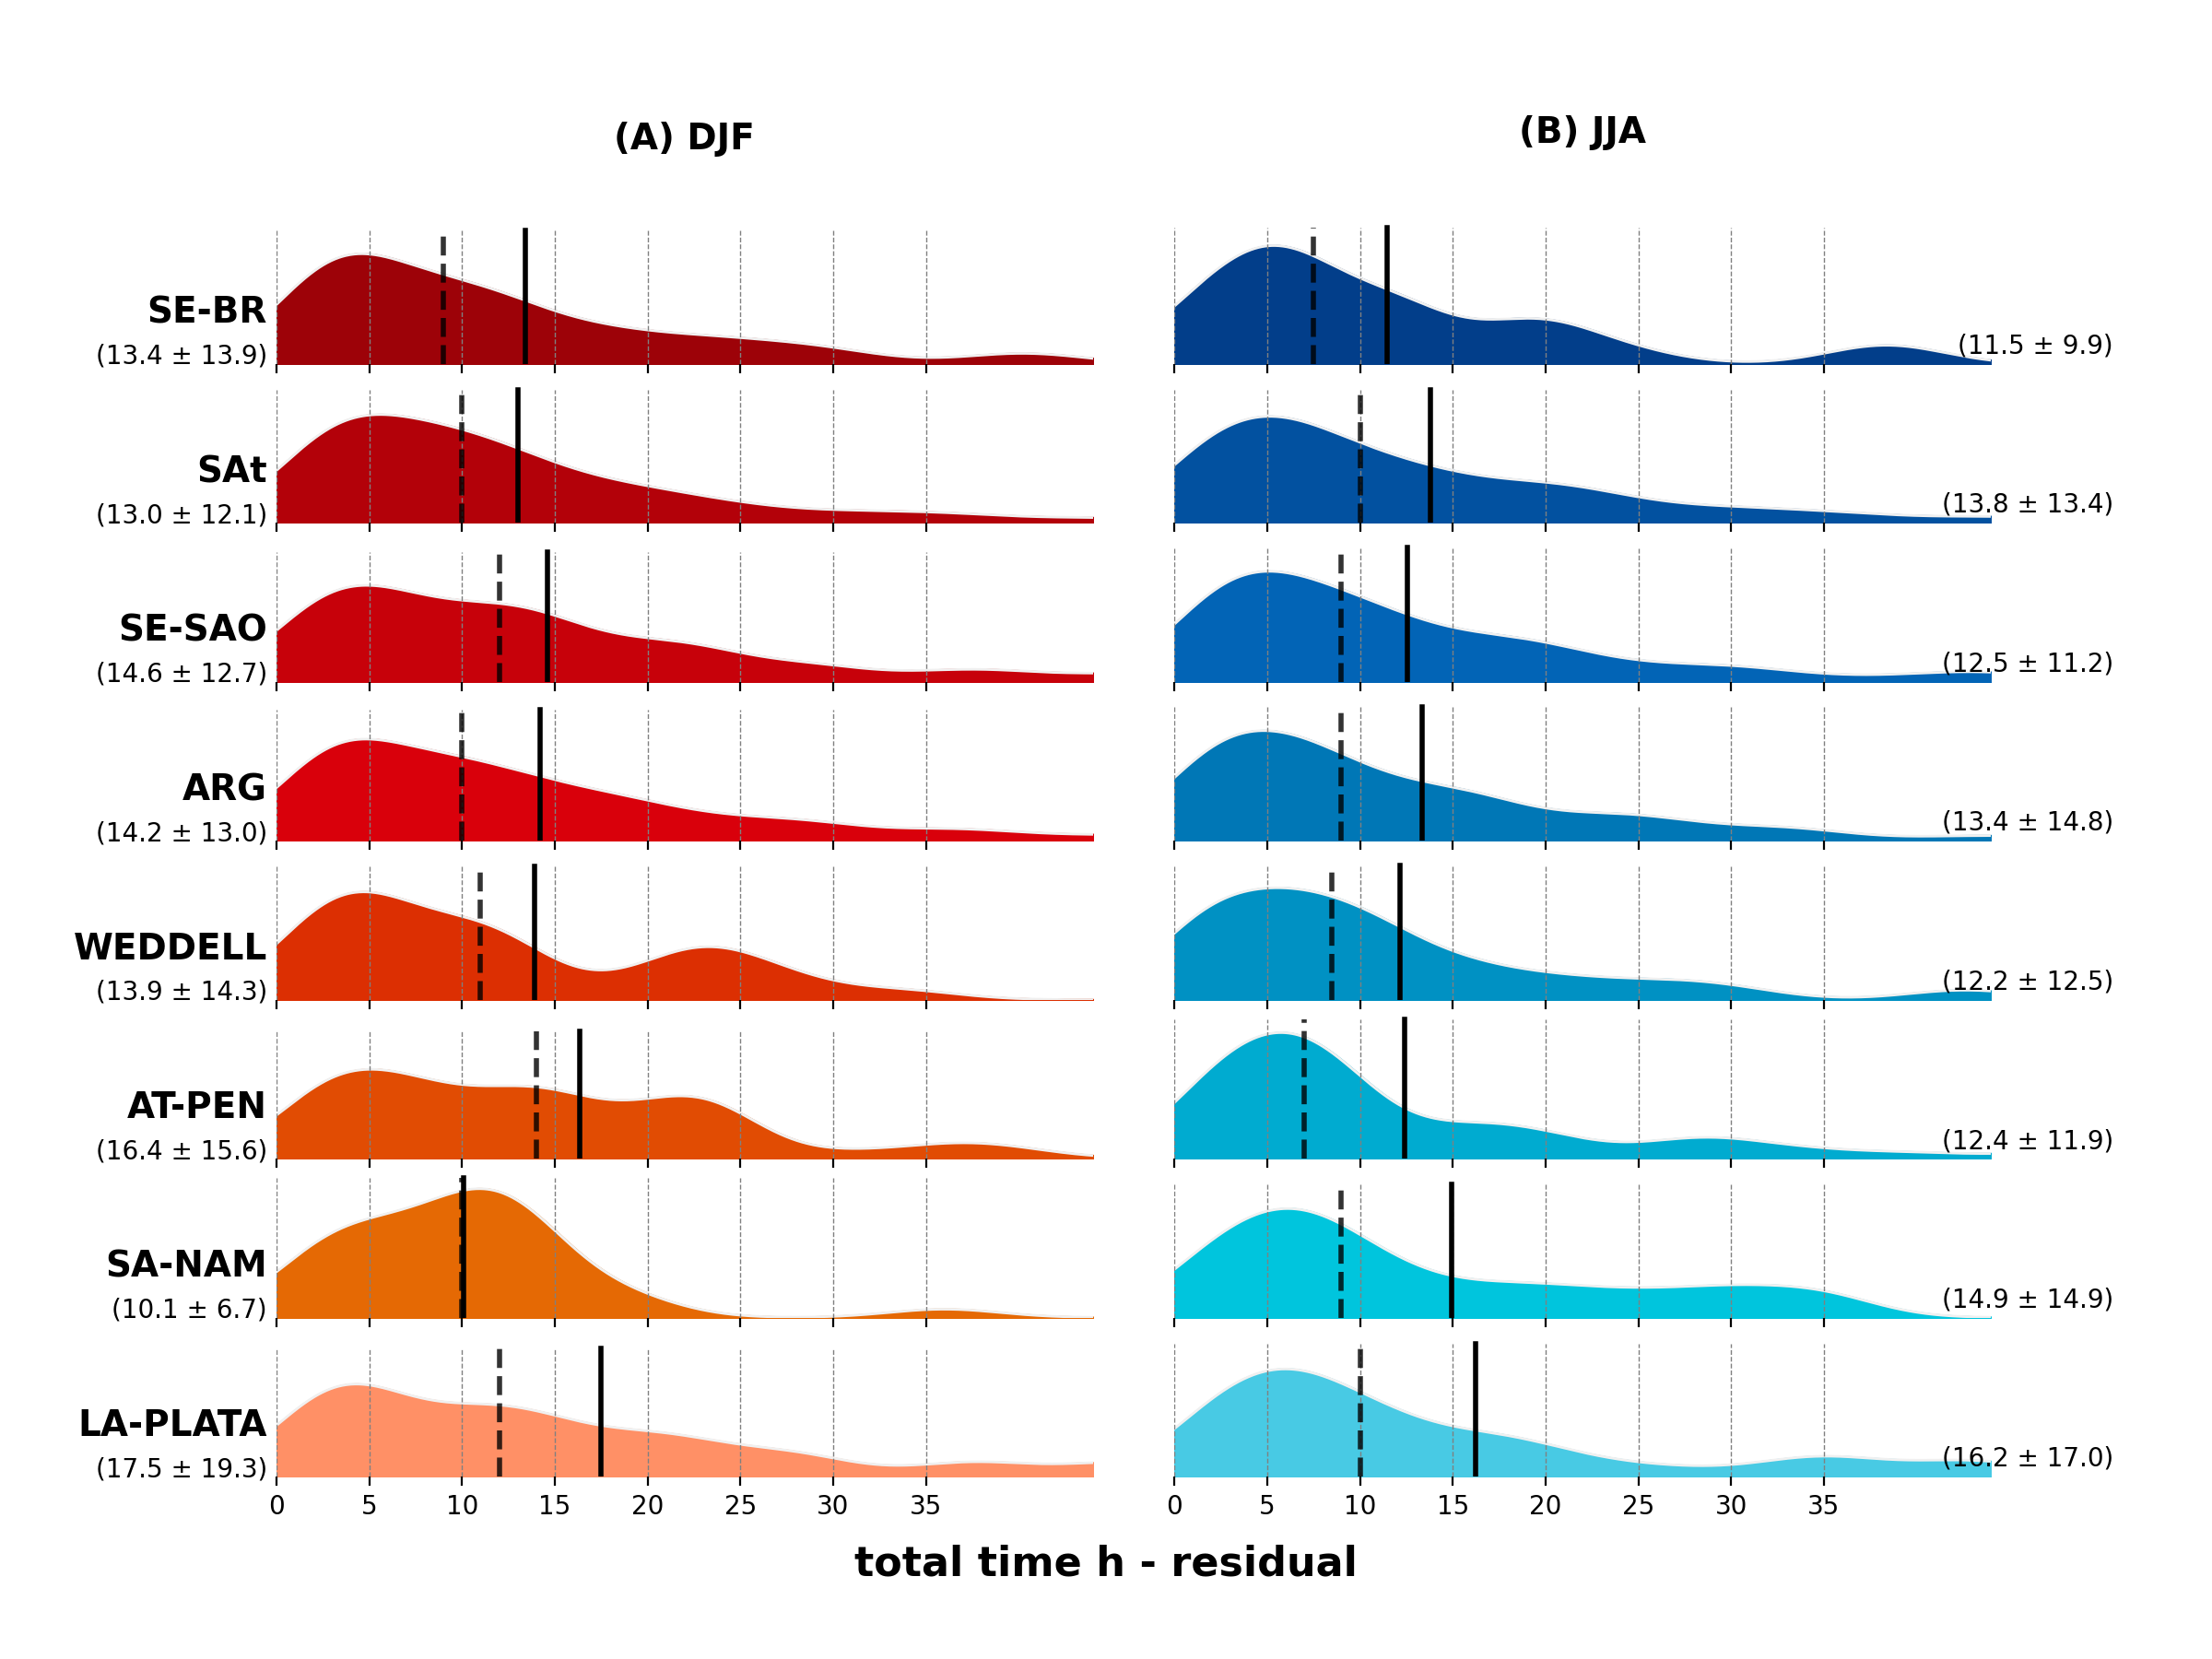 (A) DJF
(B) JJA
SE-BR
(13.4 ± 13.9)
(11.5 ± 9.9)
SAt
(13.0 ± 12.1)
(13.8 ± 13.4)
SE-SAO
(14.6 ± 12.7)
(12.5 ± 11.2)
ARG
(14.2 ± 13.0)
(13.4 ± 14.8)
WEDDELL
(13.9 ± 14.3)
(12.2 ± 12.5)
AT-PEN
(16.4 ± 15.6)
(12.4 ± 11.9)
SA-NAM
(10.1 ± 6.7)
(14.9 ± 14.9)
LA-PLATA
(17.5 ± 19.3)
(16.2 ± 17.0)
0 5 10 15 20 25 30 35
0 5 10 15 20 25 30 35
total time h - residual